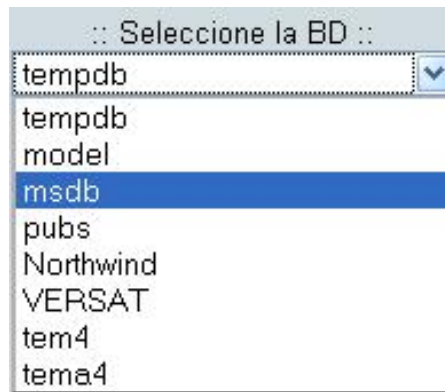 :: Seleccione la BD ::
tempdb
tempdb
model
msdb
pubs
Northwind
VERSAT
tem4
tema4